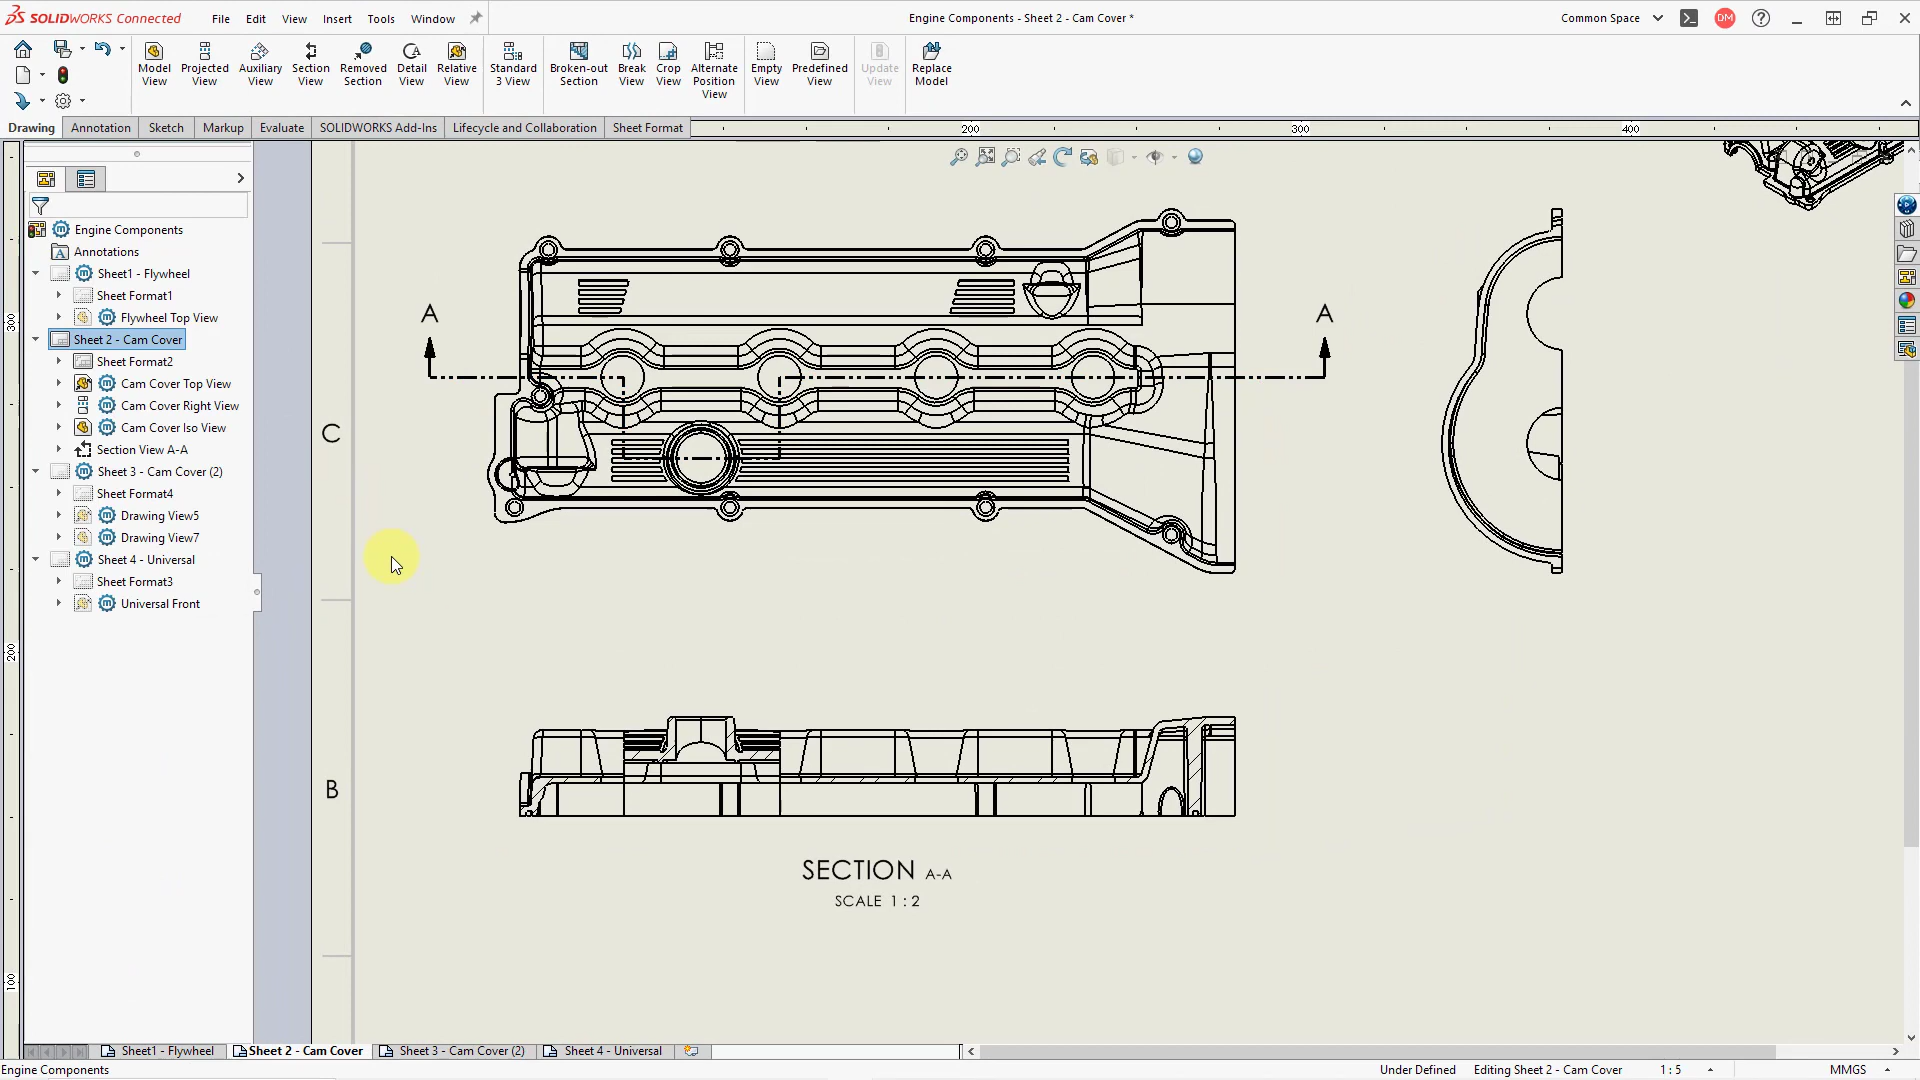 SOLIDWORKS Connected
File Edit View Insert Tools Window
Engine Components - Sheet 2 - Cam Cover *
Common Space
DM
Model View
Projected View
Auxiliary View
Section View
Removed Section
Detail View
Relative View
Standard 3 View
Broken-out Section
Break View
Crop View
Alternate Position View
Empty View
Predefined View
Update View
Replace Model
Drawing Annotation Sketch Markup Evaluate SOLIDWORKS Add-Ins Lifecycle and Collaboration Sheet Format
200 300 400
Engine Components
Annotations
Sheet1 - Flywheel
Sheet Format1
Flywheel Top View
Sheet 2 - Cam Cover
Sheet Format2
Cam Cover Top View
Cam Cover Right View
Cam Cover Iso View
Section View A-A
Sheet 3 - Cam Cover (2)
Sheet Format4
Drawing View5
Drawing View7
Sheet 4 - Universal
Sheet Format3
Universal Front
300
200
100
A A
C
B
SECTION A-A
SCALE 1 : 2
Sheet1 - Flywheel Sheet 2 - Cam Cover Sheet 3 - Cam Cover (2) Sheet 4 - Universal
Engine Components Under Defined Editing Sheet 2 - Cam Cover 1 : 5 MMGS